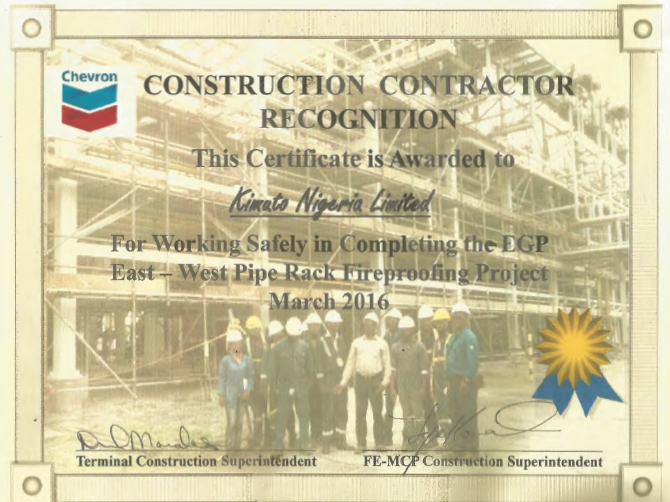 Chevron
CONSTRUCTION CONTRACTOR
RECOGNITION
This Certificate is Awarded to
Kimato Nigeria Limited
For Working Safely in Completing the EGP
East – West Pipe Rack Fireproofing Project
March 2016
Terminal Construction Superintendent
FE-MCP Construction Superintendent